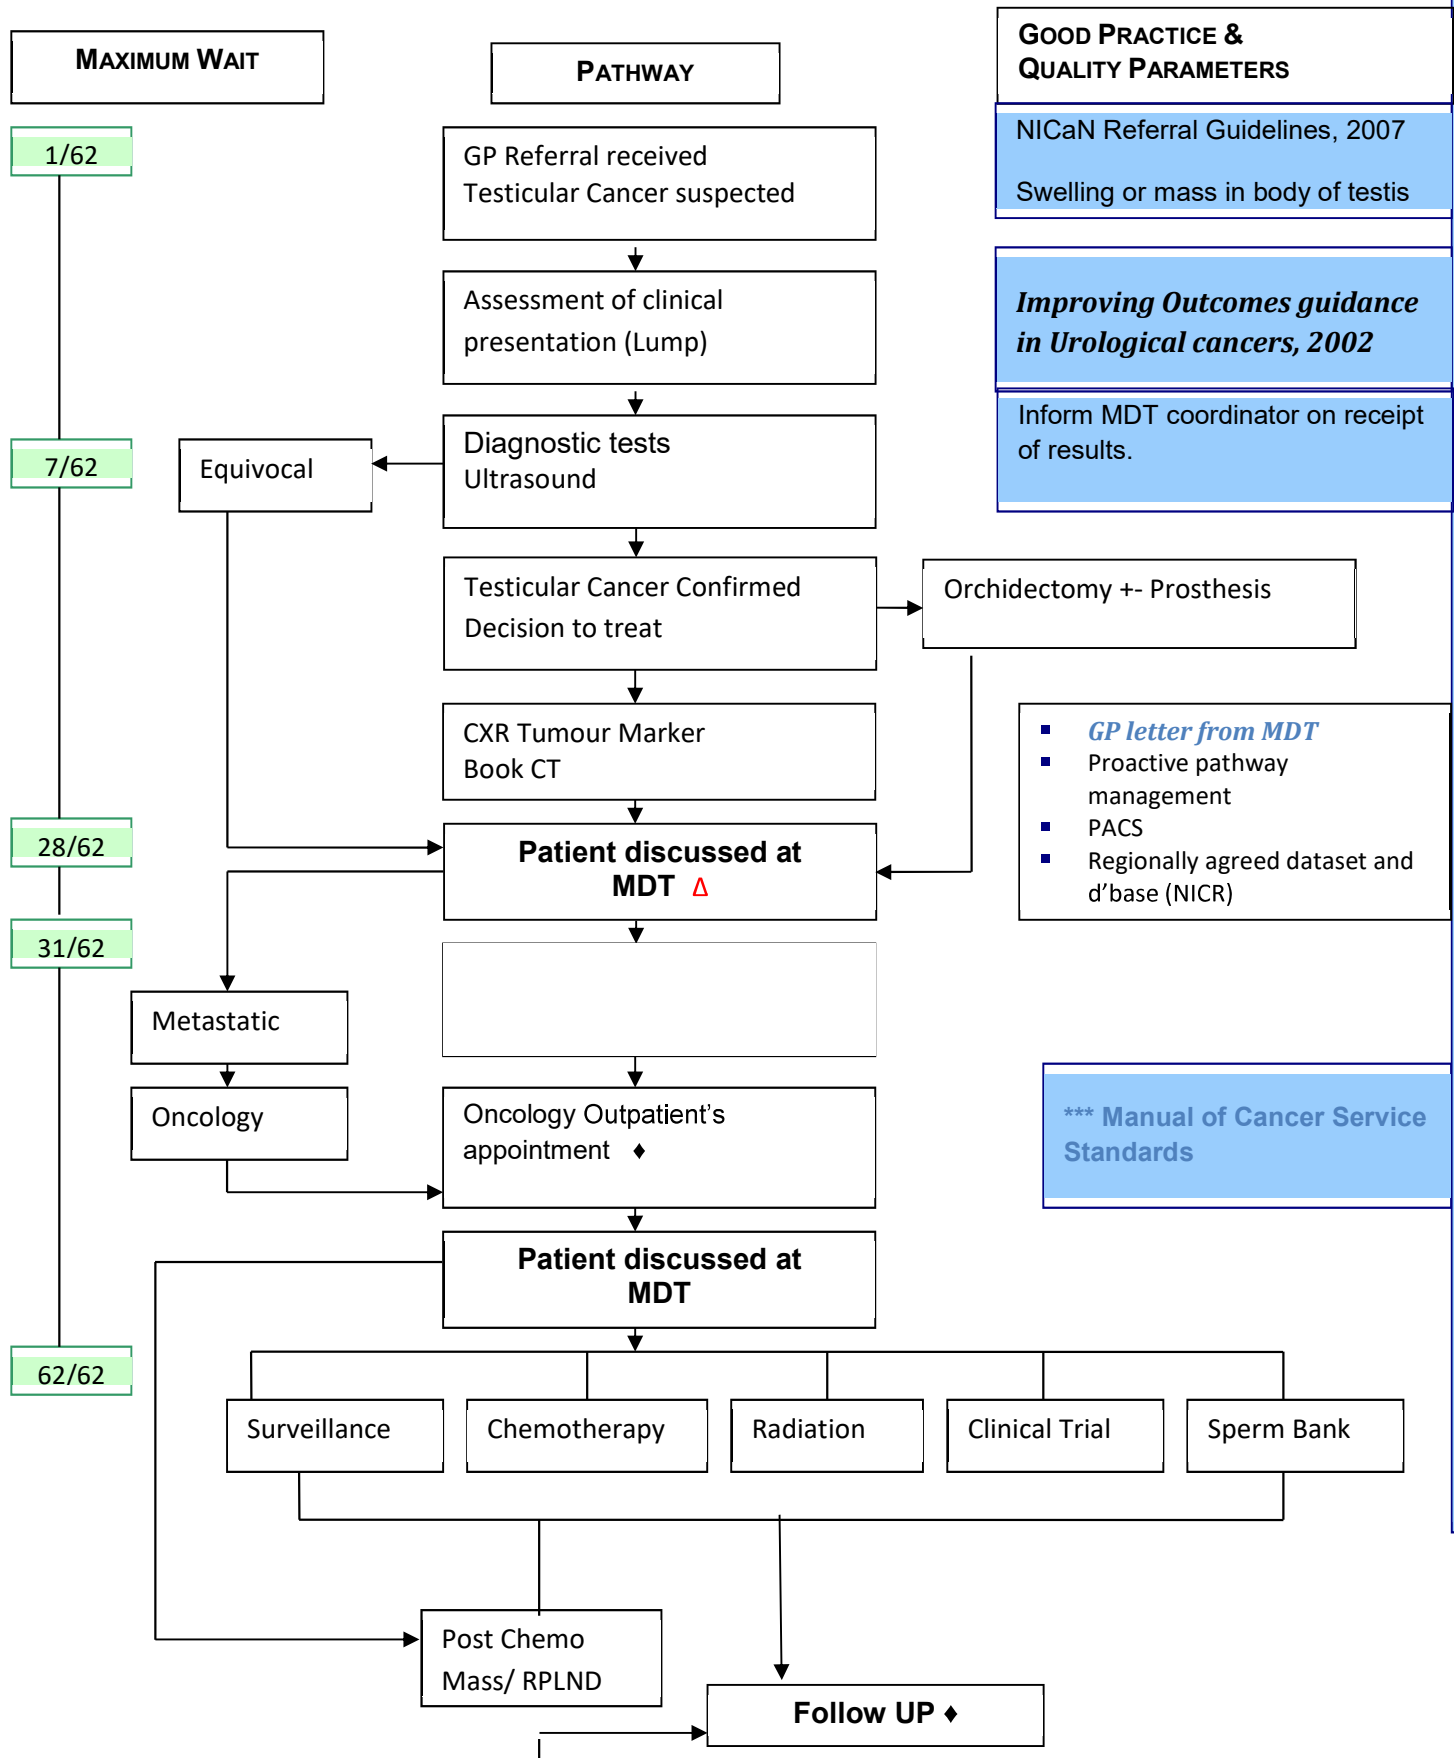 MAXIMUM WAIT
PATHWAY
GOOD PRACTICE &
QUALITY PARAMETERS
1/62
GP Referral received
Testicular Cancer suspected
NICaN Referral Guidelines, 2007
Swelling or mass in body of testis
Assessment of clinical
presentation (Lump)
Improving Outcomes guidance
in Urological cancers, 2002
7/62
Equivocal
Diagnostic tests
Ultrasound
Inform MDT coordinator on receipt
of results.
Testicular Cancer Confirmed
Decision to treat
Orchidectomy +- Prosthesis
CXR Tumour Marker
Book CT
▪ GP letter from MDT
▪ Proactive pathway
management
▪ PACS
▪ Regionally agreed dataset and
d’base (NICR)
28/62
Patient discussed at
MDT Δ
31/62
Metastatic
Oncology
Oncology Outpatient’s
appointment ♦
*** Manual of Cancer Service
Standards
Patient discussed at
MDT
62/62
Surveillance
Chemotherapy
Radiation
Clinical Trial
Sperm Bank
Post Chemo
Mass/ RPLND
Follow UP ♦